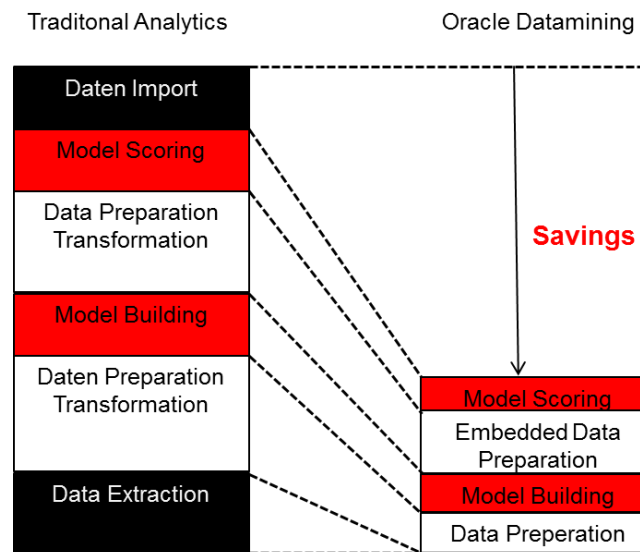 Traditonal Analytics
Oracle Datamining
Daten Import
Model Scoring
Data Preparation
Transformation
Model Building
Daten Preparation
Transformation
Data Extraction
Savings
Model Scoring
Embedded Data
Preparation
Model Building
Data Preperation